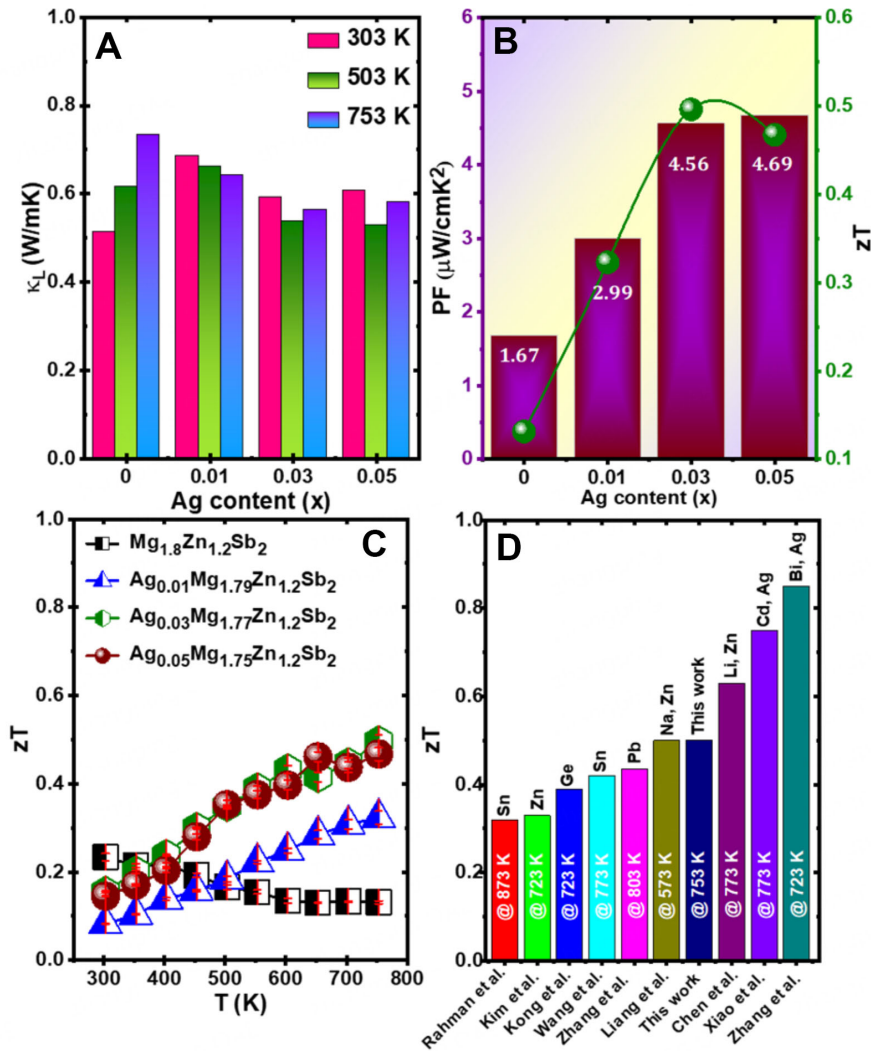 A
303 K
503 K
753 K
κL (W/mK)
1.0
0.8
0.6
0.4
0.2
0.0
0 0.01 0.03 0.05
Ag content (x)
B
PF (μW/cmK2)
6
5
4
3
2
1
0
1.67
2.99
4.56
4.69
0.6
0.5
0.4
0.3
0.2
0.1
zT
0 0.01 0.03 0.05
Ag content (x)
C
Mg1.8Zn1.2Sb2
Ag0.01Mg1.79Zn1.2Sb2
Ag0.03Mg1.77Zn1.2Sb2
Ag0.05Mg1.75Zn1.2Sb2
zT
1.0
0.8
0.6
0.4
0.2
0.0
300 400 500 600 700 800
T (K)
D
zT
1.0
0.8
0.6
0.4
0.2
0.0
Sn
Zn
Ge
Sn
Pb
Na, Zn
This work
Li, Zn
Cd, Ag
Bi, Ag
@ 873 K
@ 723 K
@ 723 K
@ 773 K
@ 803 K
@ 573 K
@ 753 K
@ 773 K
@ 773 K
@ 723 K
Rahman et al.
Kim et al.
Kong et al.
Wang et al.
Zhang et al.
Liang et al.
This work
Chen et al.
Xiao et al.
Zhang et al.